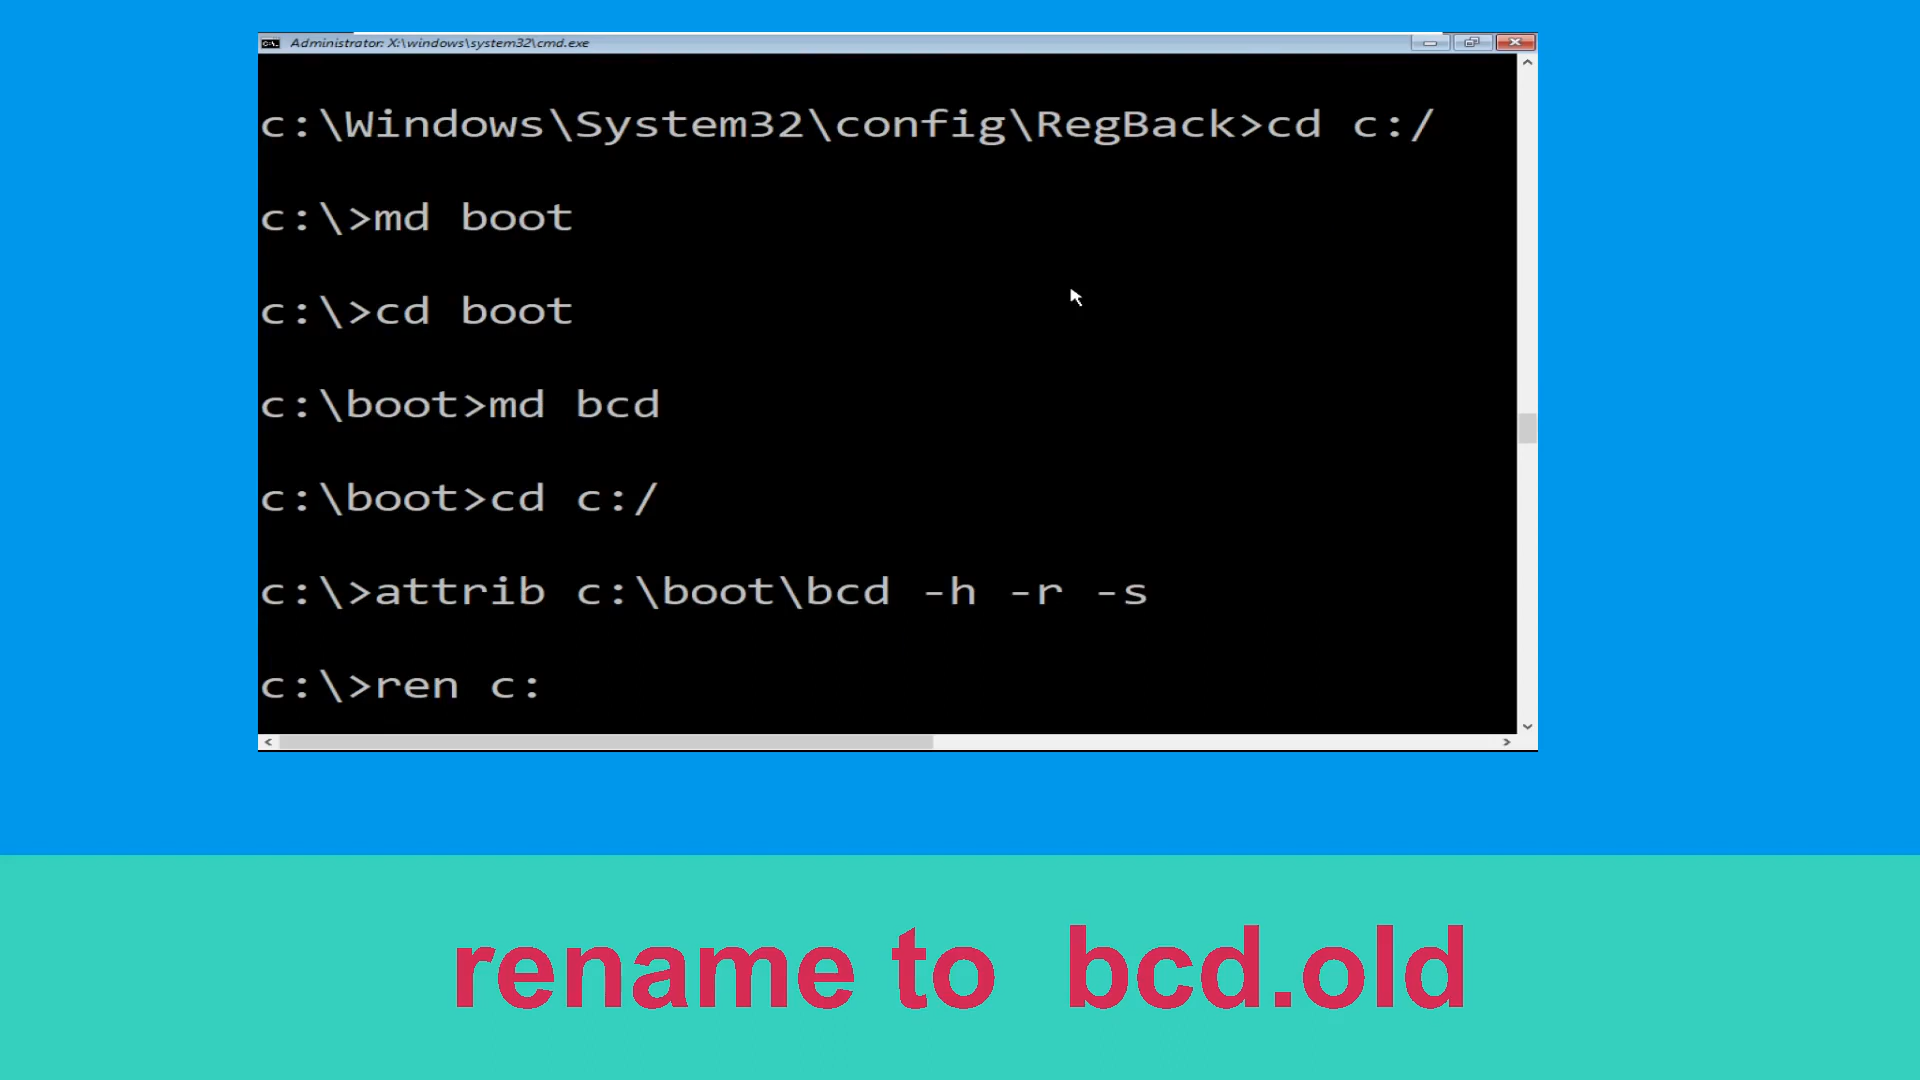 Administrator: X:\windows\system32\cmd.exe
c:\Windows\System32\config\RegBack>cd c:/
c:\>md boot
c:\>cd boot
c:\boot>md bcd
c:\boot>cd c:/
c:\>attrib c:\boot\bcd -h -r -s
c:\>ren c:
rename to bcd.old